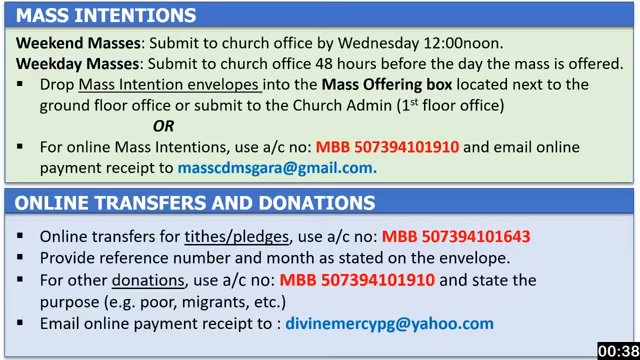 MASS INTENTIONS
Weekend Masses: Submit to church office by Wednesday 12:00noon.
Weekday Masses: Submit to church office 48 hours before the day the mass is offered.
▪ Drop Mass Intention envelopes into the Mass Offering box located next to the
ground floor office or submit to the Church Admin (1st floor office)
OR
▪ For online Mass Intentions, use a/c no: MBB 507394101910 and email online
payment receipt to masscdmsgara@gmail.com.
ONLINE TRANSFERS AND DONATIONS
▪ Online transfers for tithes/pledges, use a/c no: MBB 507394101643
▪ Provide reference number and month as stated on the envelope.
▪ For other donations, use a/c no: MBB 507394101910 and state the
purpose (e.g. poor, migrants, etc.)
▪ Email online payment receipt to : divinemercypg@yahoo.com
00:38